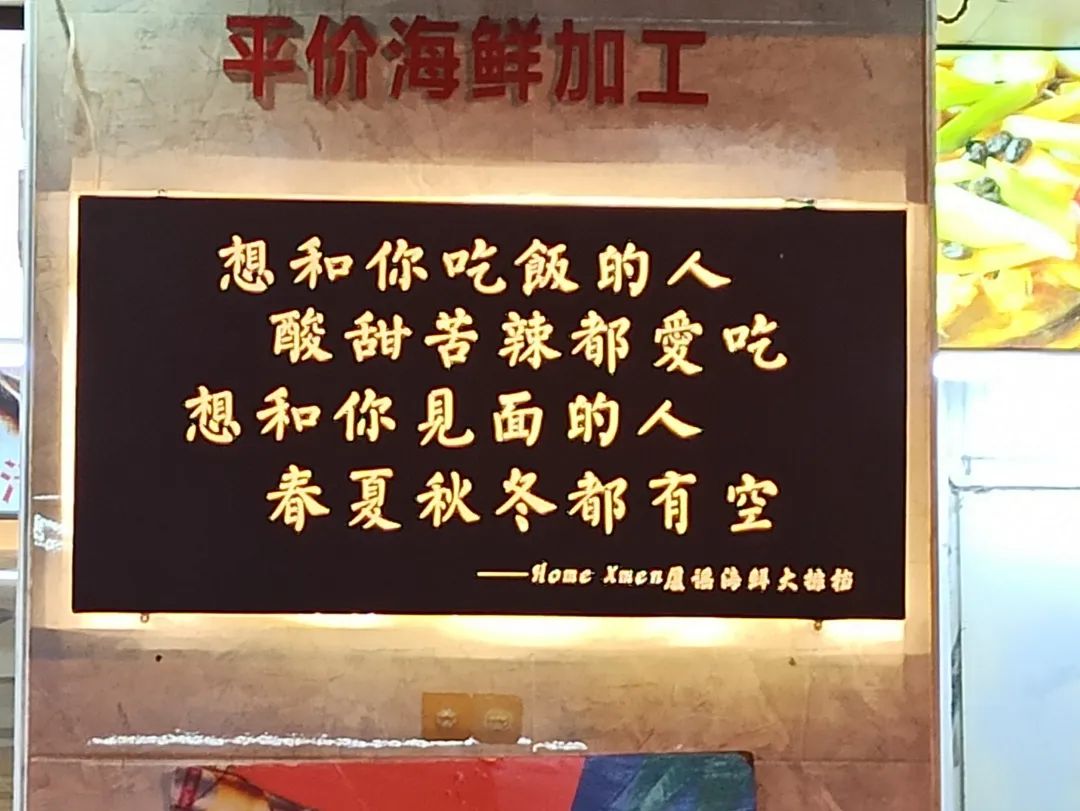 平价海鲜加工
想和你吃飯的人
酸甜苦辣都愛吃
想和你見面的人
春夏秋冬都有空
——Home Xmen厦謡海鲜大排档